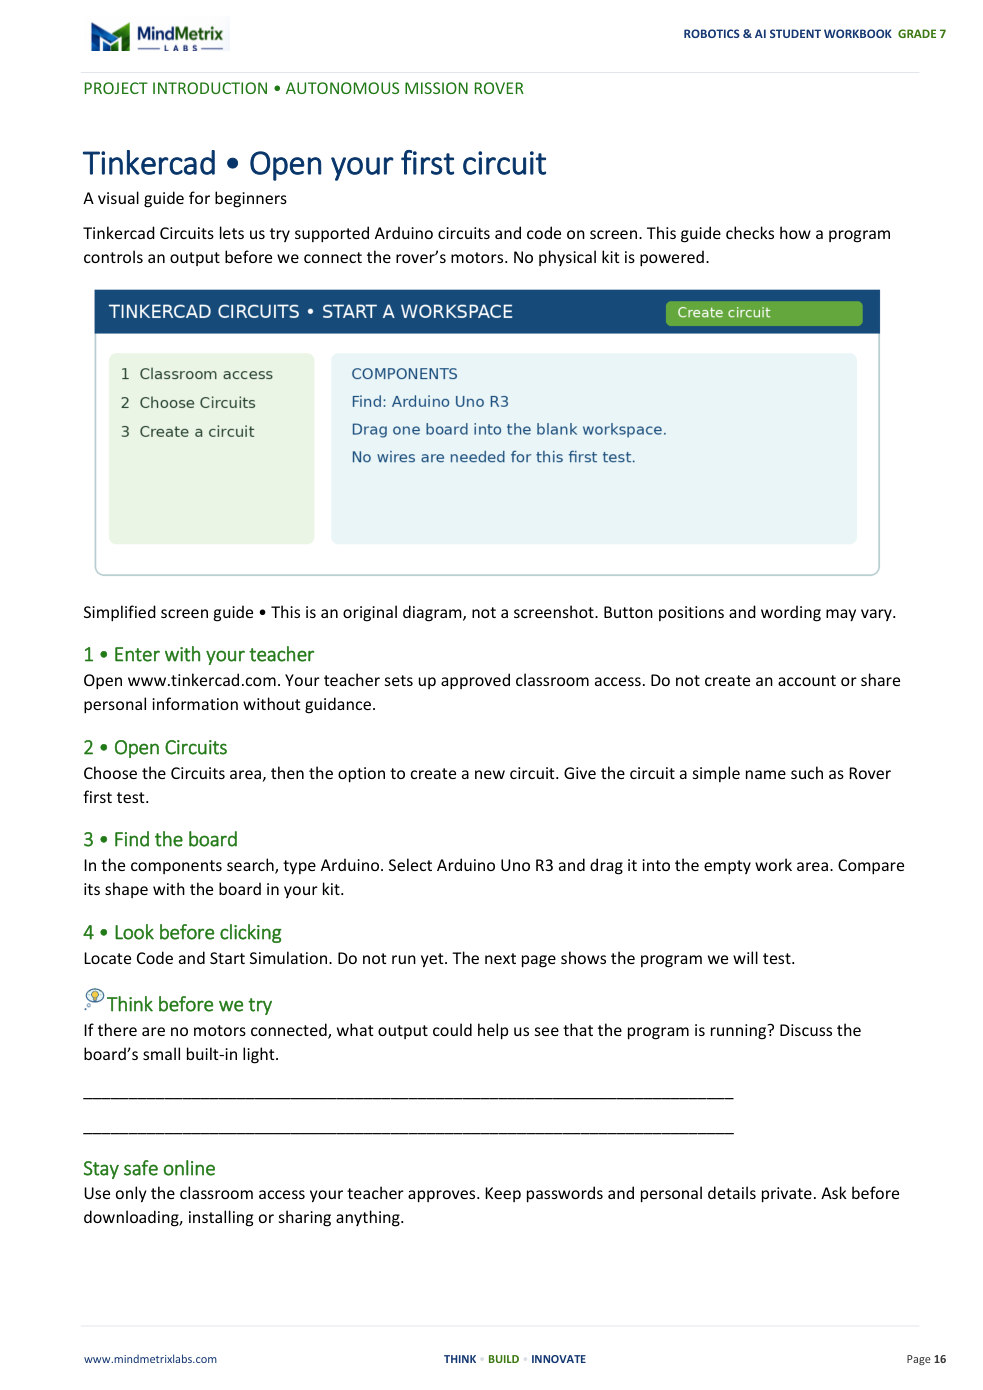 MindMetrix
LABS
ROBOTICS & AI STUDENT WORKBOOK GRADE 7
PROJECT INTRODUCTION • AUTONOMOUS MISSION ROVER
Tinkercad • Open your first circuit
A visual guide for beginners
Tinkercad Circuits lets us try supported Arduino circuits and code on screen. This guide checks how a program
controls an output before we connect the rover’s motors. No physical kit is powered.
TINKERCAD CIRCUITS • START A WORKSPACE
Create circuit
1 Classroom access
2 Choose Circuits
3 Create a circuit
COMPONENTS
Find: Arduino Uno R3
Drag one board into the blank workspace.
No wires are needed for this first test.
Simplified screen guide • This is an original diagram, not a screenshot. Button positions and wording may vary.
1 • Enter with your teacher
Open www.tinkercad.com. Your teacher sets up approved classroom access. Do not create an account or share
personal information without guidance.
2 • Open Circuits
Choose the Circuits area, then the option to create a new circuit. Give the circuit a simple name such as Rover
first test.
3 • Find the board
In the components search, type Arduino. Select Arduino Uno R3 and drag it into the empty work area. Compare
its shape with the board in your kit.
4 • Look before clicking
Locate Code and Start Simulation. Do not run yet. The next page shows the program we will test.
Think before we try
If there are no motors connected, what output could help us see that the program is running? Discuss the
board’s small built-in light.
Stay safe online
Use only the classroom access your teacher approves. Keep passwords and personal details private. Ask before
downloading, installing or sharing anything.
www.mindmetrixlabs.com
THINK • BUILD • INNOVATE
Page 16